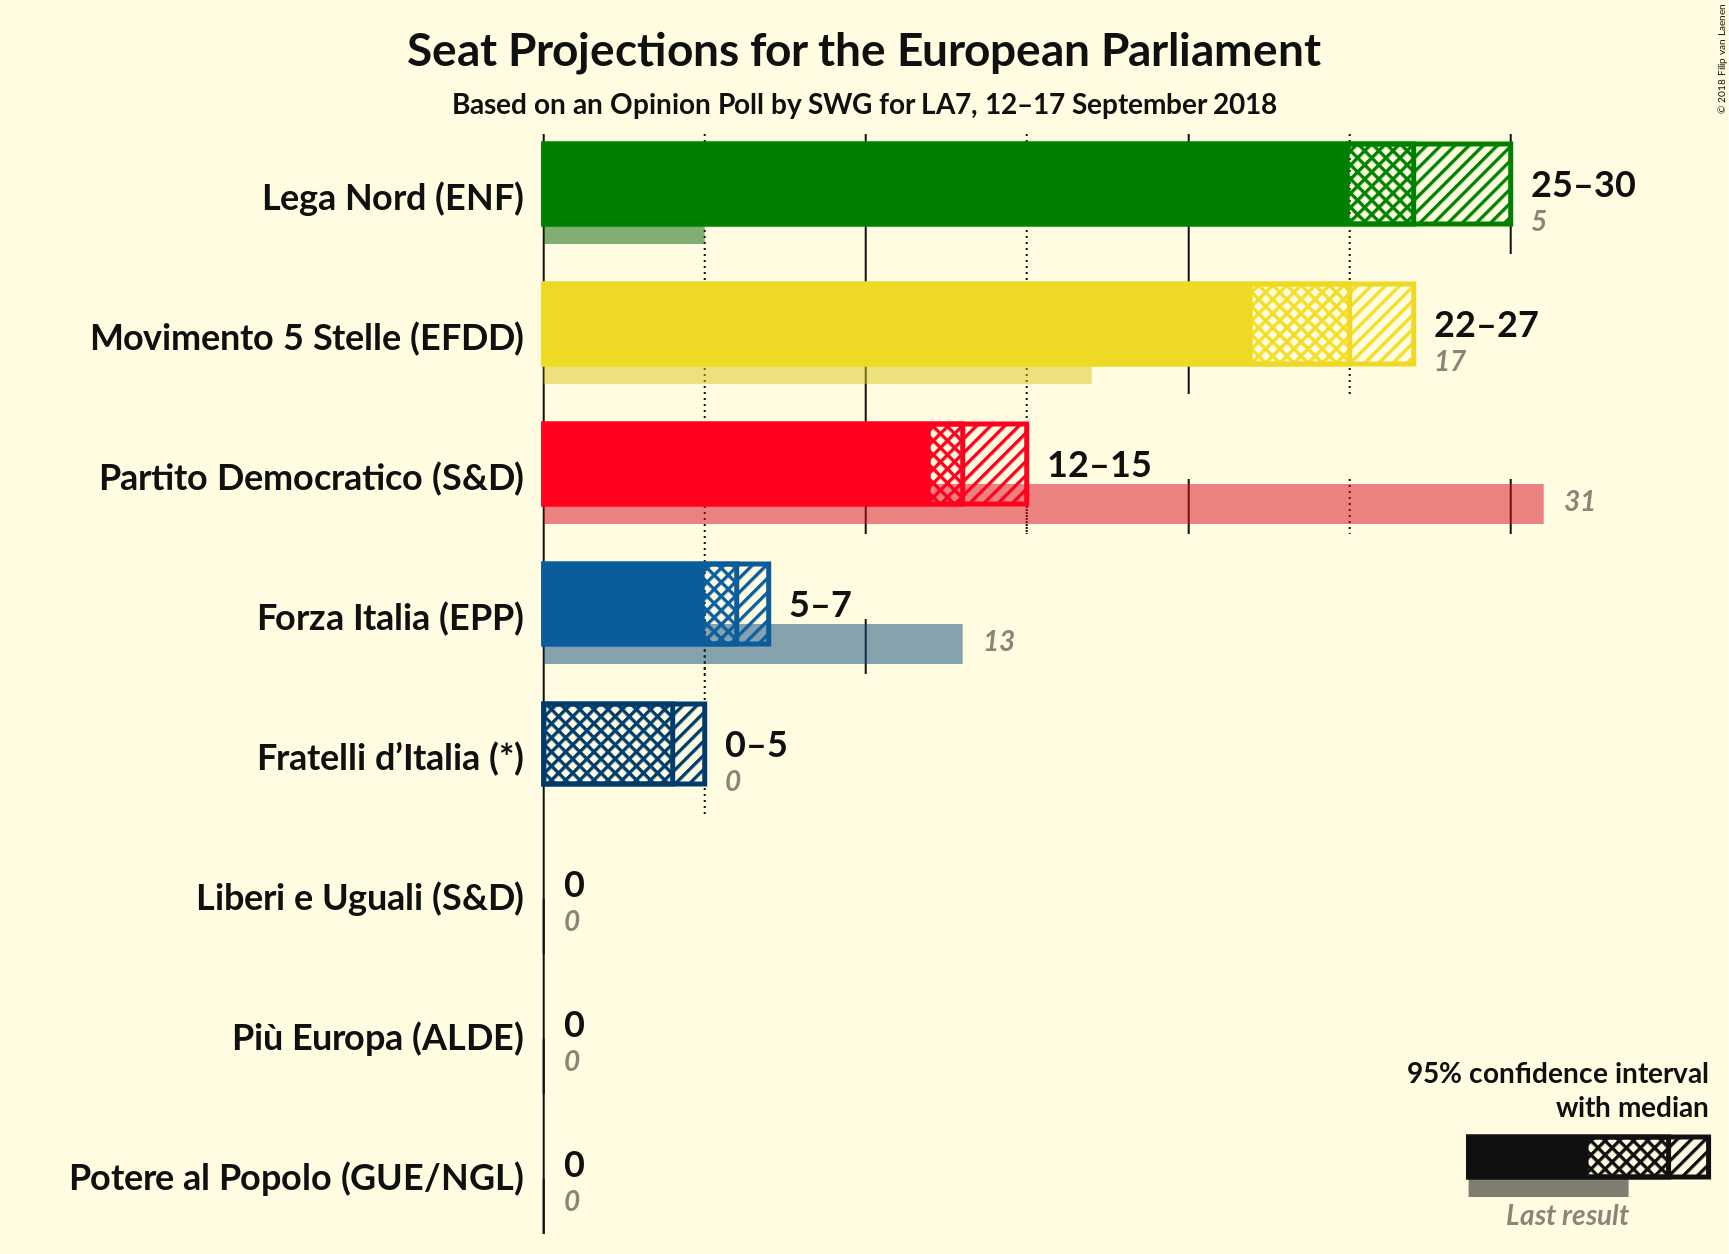 Seat Projections for the European Parliament
Based on an Opinion Poll by SWG for LA7, 12–17 September 2018
© 2018 Filip van Laenen
Lega Nord (ENF)
25–30
5
Movimento 5 Stelle (EFDD)
22–27
17
Partito Democratico (S&D)
12–15
31
Forza Italia (EPP)
5–7
13
Fratelli d’Italia (*)
0–5
0
Liberi e Uguali (S&D)
0
0
Più Europa (ALDE)
0
0
Potere al Popolo (GUE/NGL)
0
0
95% confidence interval
with median
Last result